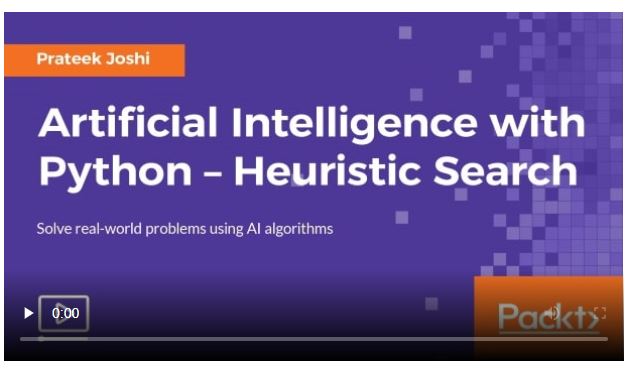 Prateek Joshi
Artificial Intelligence with
Python – Heuristic Search
Solve real-world problems using AI algorithms
0:00
Packt>